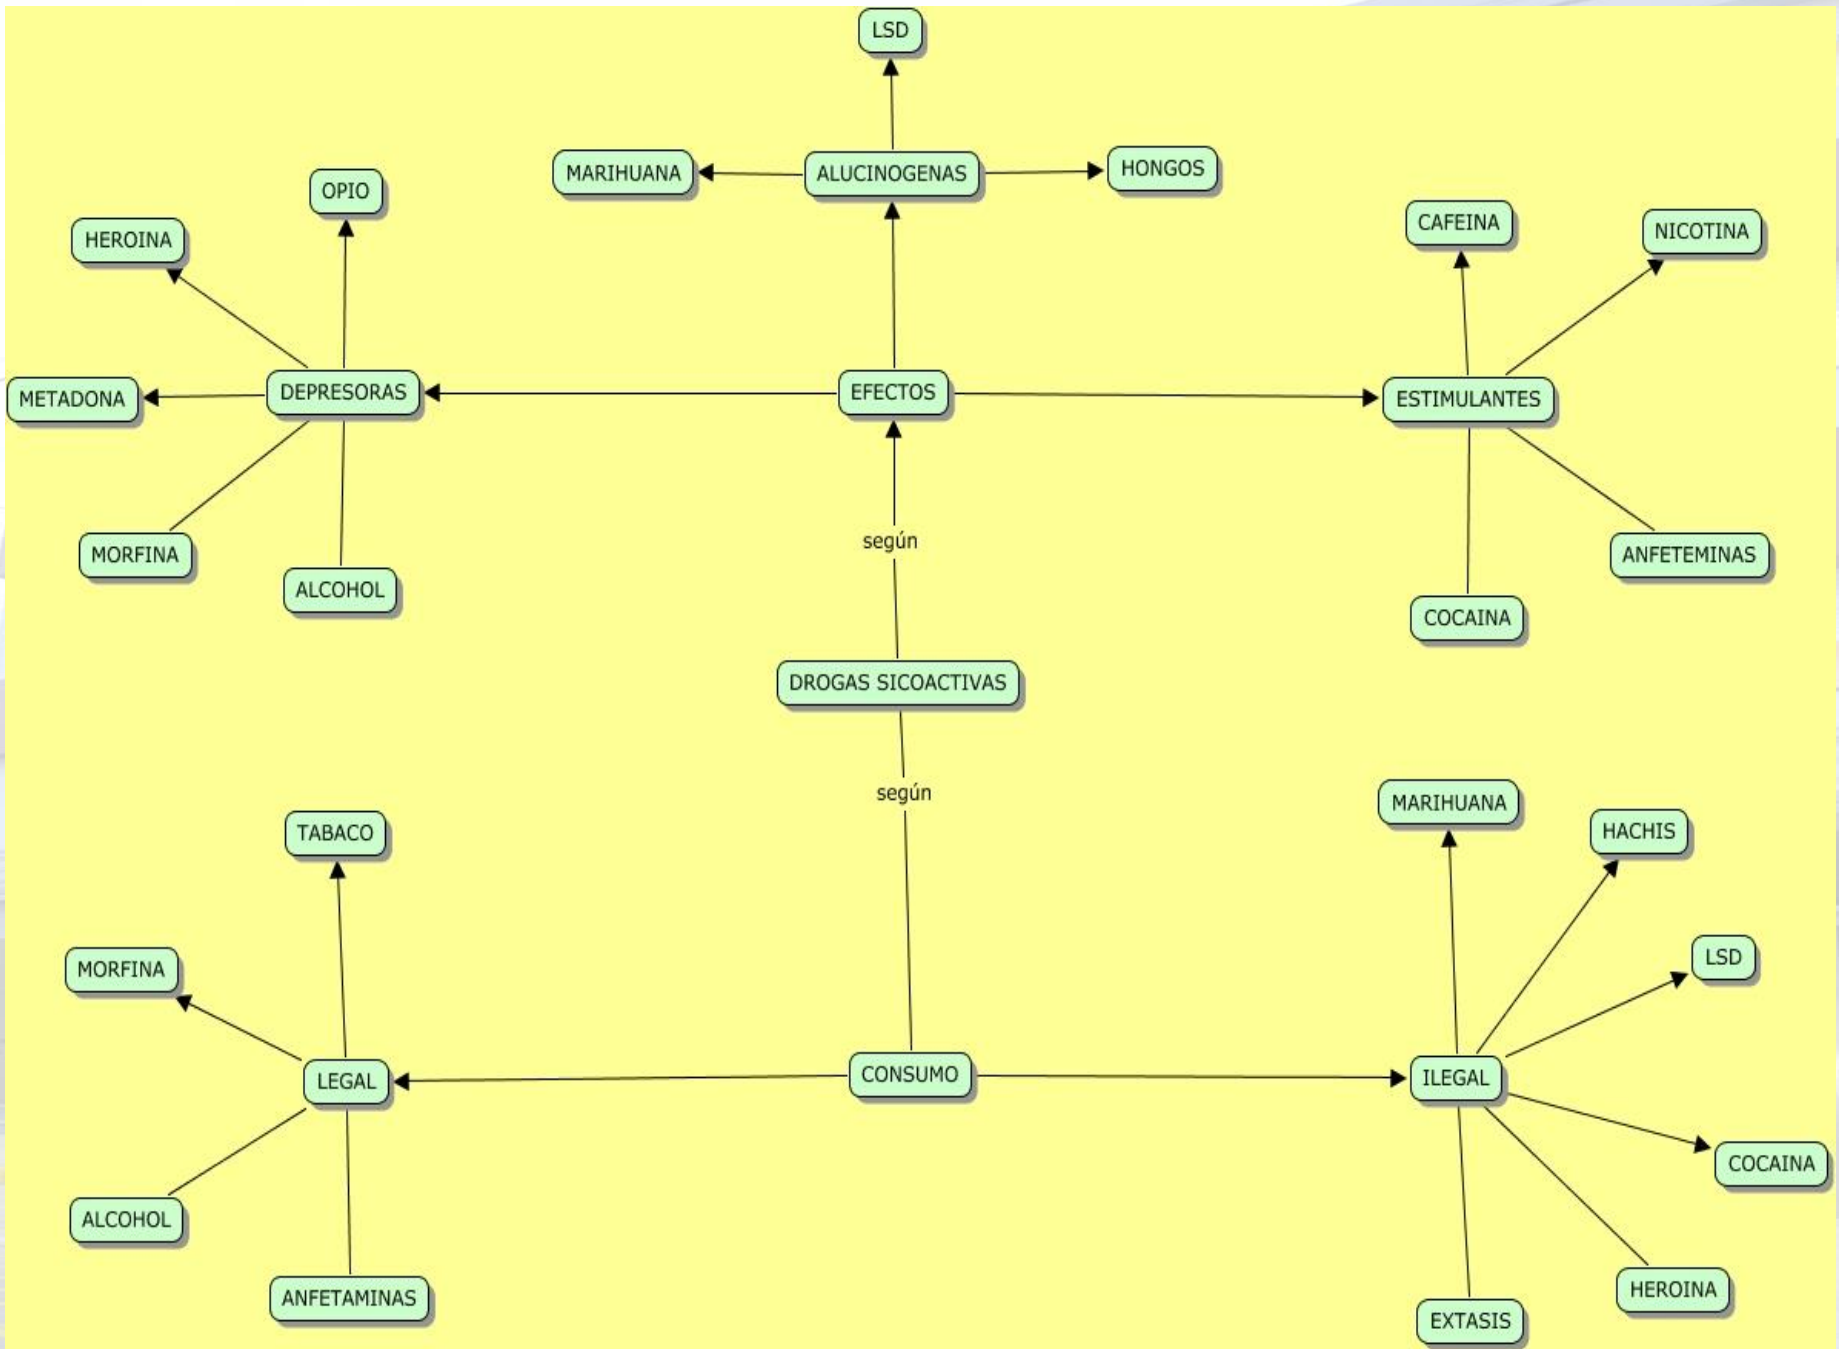 LSD
MARIHUANA
ALUCINOGENAS
HONGOS
OPIO
HEROINA
CAFEINA
NICOTINA
METADONA
DEPRESORAS
EFECTOS
ESTIMULANTES
según
MORFINA
ALCOHOL
ANFETEMINAS
COCAINA
DROGAS SICOACTIVAS
según
TABACO
MARIHUANA
HACHIS
MORFINA
LSD
LEGAL
CONSUMO
ILEGAL
COCAINA
ALCOHOL
ANFETAMINAS
HEROINA
EXTASIS